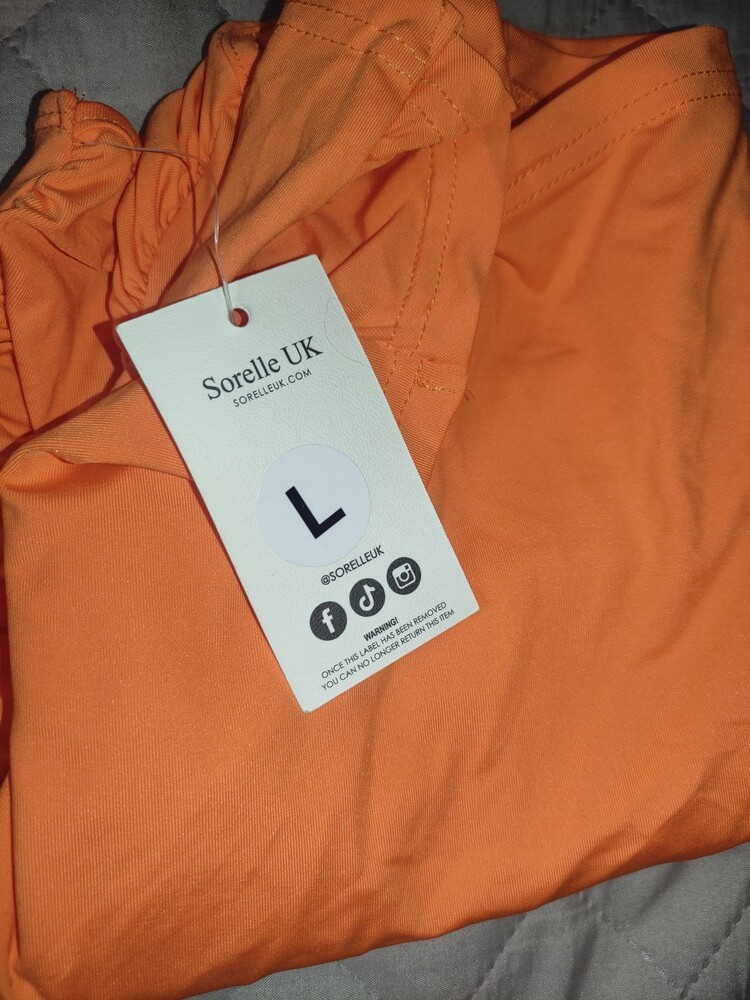 Sorelle UK
SORELLEUK.COM
L
@SORELLEUK
WARNING!
ONCE THIS LABEL HAS BEEN REMOVED
YOU CAN NO LONGER RETURN THIS ITEM